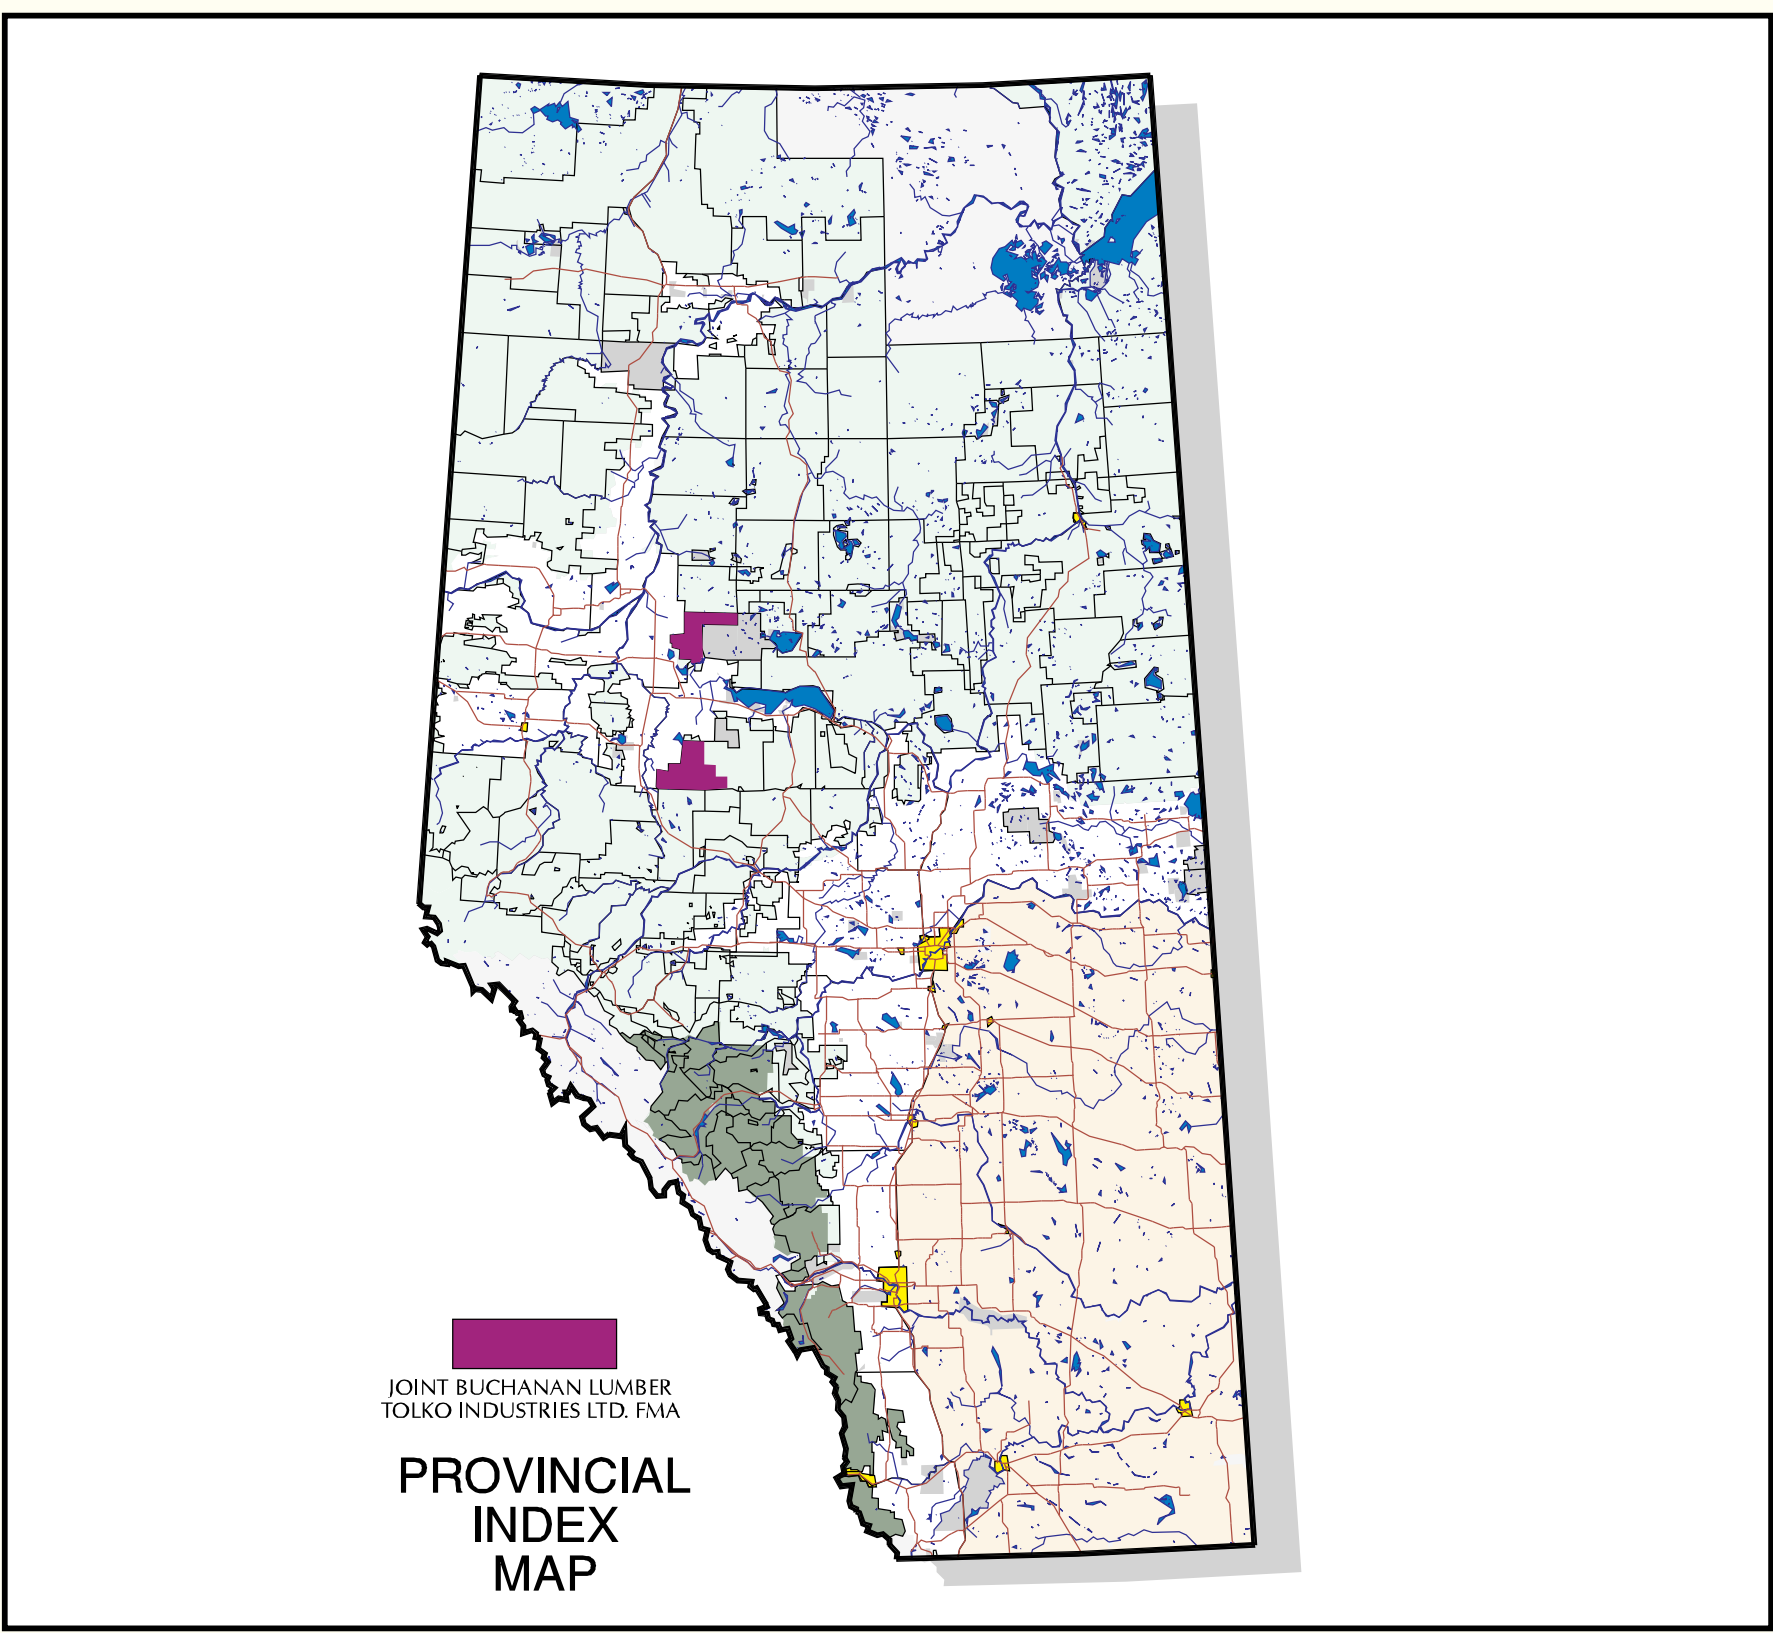 JOINT BUCHANAN LUMBER
TOLKO INDUSTRIES LTD. FMA
PROVINCIAL
INDEX
MAP